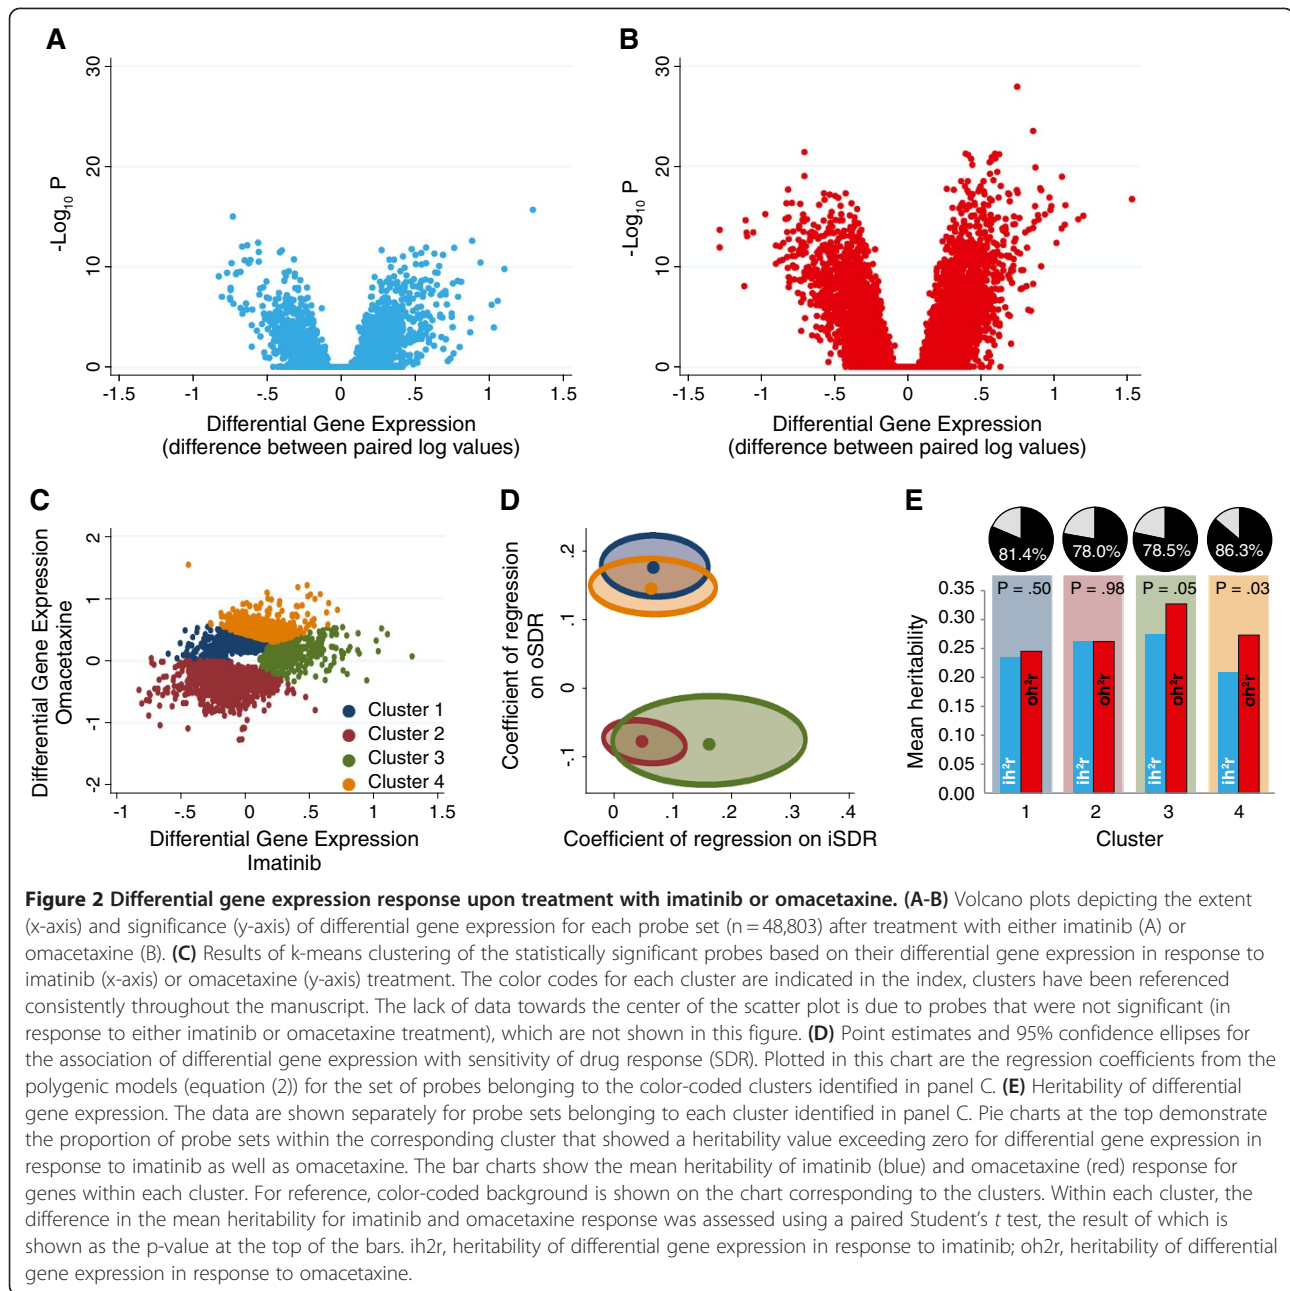 A
B
30
20
10
0
-Log10 P
-1.5 -1 -.5 0 .5 1 1.5
Differential Gene Expression
(difference between paired log values)
30
20
10
0
-Log10 P
-1.5 -1 -.5 0 .5 1 1.5
Differential Gene Expression
(difference between paired log values)
C
2
1
0
-1
-2
Differential Gene Expression
Omacetaxine
Cluster 1
Cluster 2
Cluster 3
Cluster 4
-1 -.5 0 .5 1 1.5
Differential Gene Expression
Imatinib
D
.2
.1
0
-.1
Coefficient of regression
on oSDR
0 .1 .2 .3 .4
Coefficient of regression on iSDR
E
81.4% 78.0% 78.5% 86.3%
P = .50 P = .98 P = .05 P = .03
0.35
0.30
0.25
0.20
0.15
0.10
0.05
0.00
Mean heritability
ih²r oh²r ih²r oh²r ih²r oh²r ih²r oh²r
1 2 3 4
Cluster
Figure 2 Differential gene expression response upon treatment with imatinib or omacetaxine. (A-B) Volcano plots depicting the extent
(x-axis) and significance (y-axis) of differential gene expression for each probe set (n = 48,803) after treatment with either imatinib (A) or
omacetaxine (B). (C) Results of k-means clustering of the statistically significant probes based on their differential gene expression in response to
imatinib (x-axis) or omacetaxine (y-axis) treatment. The color codes for each cluster are indicated in the index, clusters have been referenced
consistently throughout the manuscript. The lack of data towards the center of the scatter plot is due to probes that were not significant (in
response to either imatinib or omacetaxine treatment), which are not shown in this figure. (D) Point estimates and 95% confidence ellipses for
the association of differential gene expression with sensitivity of drug response (SDR). Plotted in this chart are the regression coefficients from the
polygenic models (equation (2)) for the set of probes belonging to the color-coded clusters identified in panel C. (E) Heritability of differential
gene expression. The data are shown separately for probe sets belonging to each cluster identified in panel C. Pie charts at the top demonstrate
the proportion of probe sets within the corresponding cluster that showed a heritability value exceeding zero for differential gene expression in
response to imatinib as well as omacetaxine. The bar charts show the mean heritability of imatinib (blue) and omacetaxine (red) response for
genes within each cluster. For reference, color-coded background is shown on the chart corresponding to the clusters. Within each cluster, the
difference in the mean heritability for imatinib and omacetaxine response was assessed using a paired Student's t test, the result of which is
shown as the p-value at the top of the bars. ih2r, heritability of differential gene expression in response to imatinib; oh2r, heritability of differential
gene expression in response to omacetaxine.